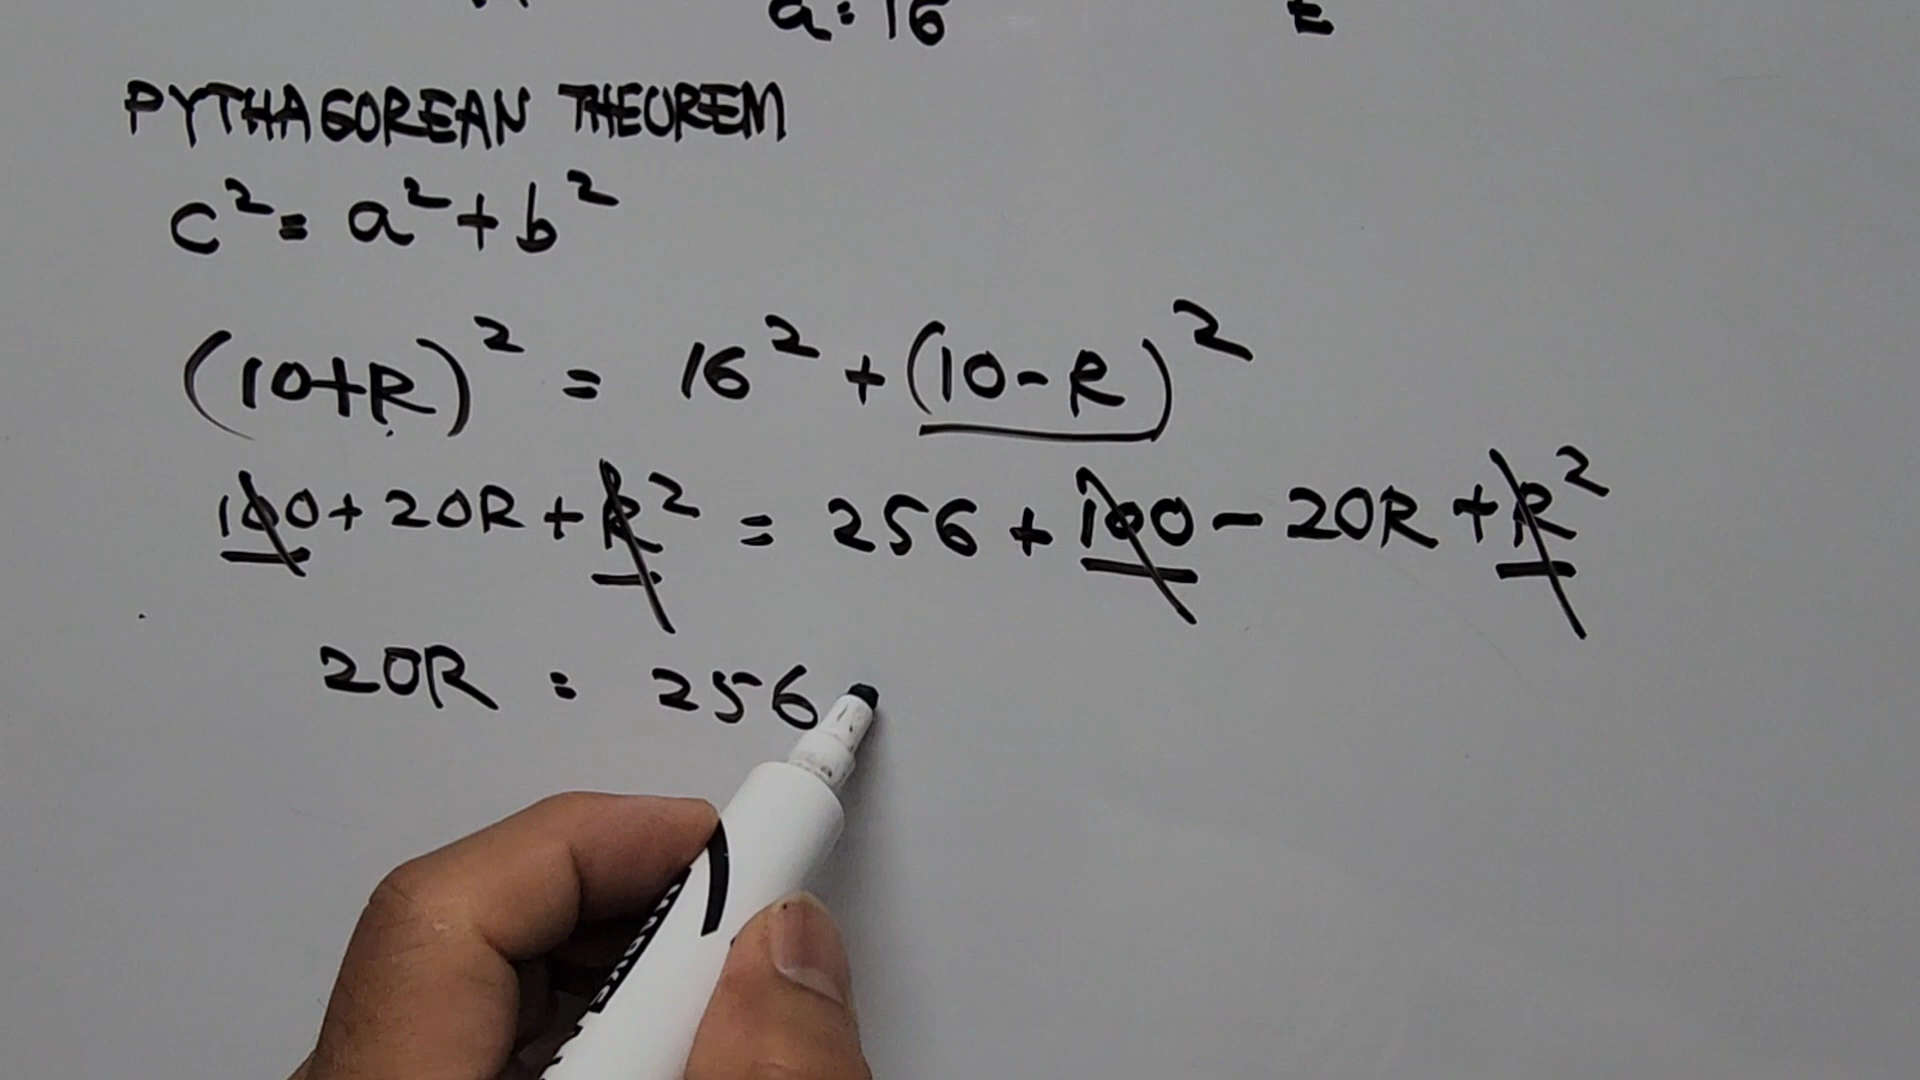 a = 16
PYTHAGOREAN THEOREM
c² = a² + b²
(10+R)² = 16² + (10-R)²
100 + 20R + R² = 256 + 100 - 20R + R²
20R = 256